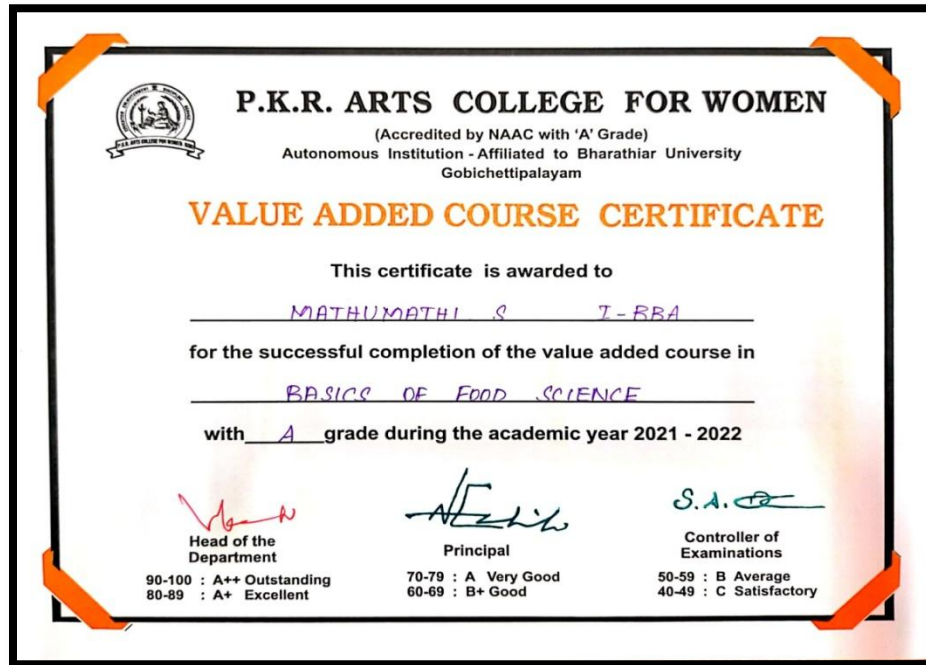 P.K.R. ARTS COLLEGE FOR WOMEN
(Accredited by NAAC with 'A' Grade)
Autonomous Institution - Affiliated to Bharathiar University
Gobichettipalayam
P.K.R. ARTS COLLEGE FOR WOMEN
VALUE ADDED COURSE CERTIFICATE
This certificate is awarded to
MATHUMATHI S I-BBA
for the successful completion of the value added course in
BASICS OF FOOD SCIENCE
with A grade during the academic year 2021 - 2022
S.A.
Head of the Department
Principal
Controller of Examinations
90-100 : A++ Outstanding
80-89 : A+ Excellent
70-79 : A Very Good
60-69 : B+ Good
50-59 : B Average
40-49 : C Satisfactory